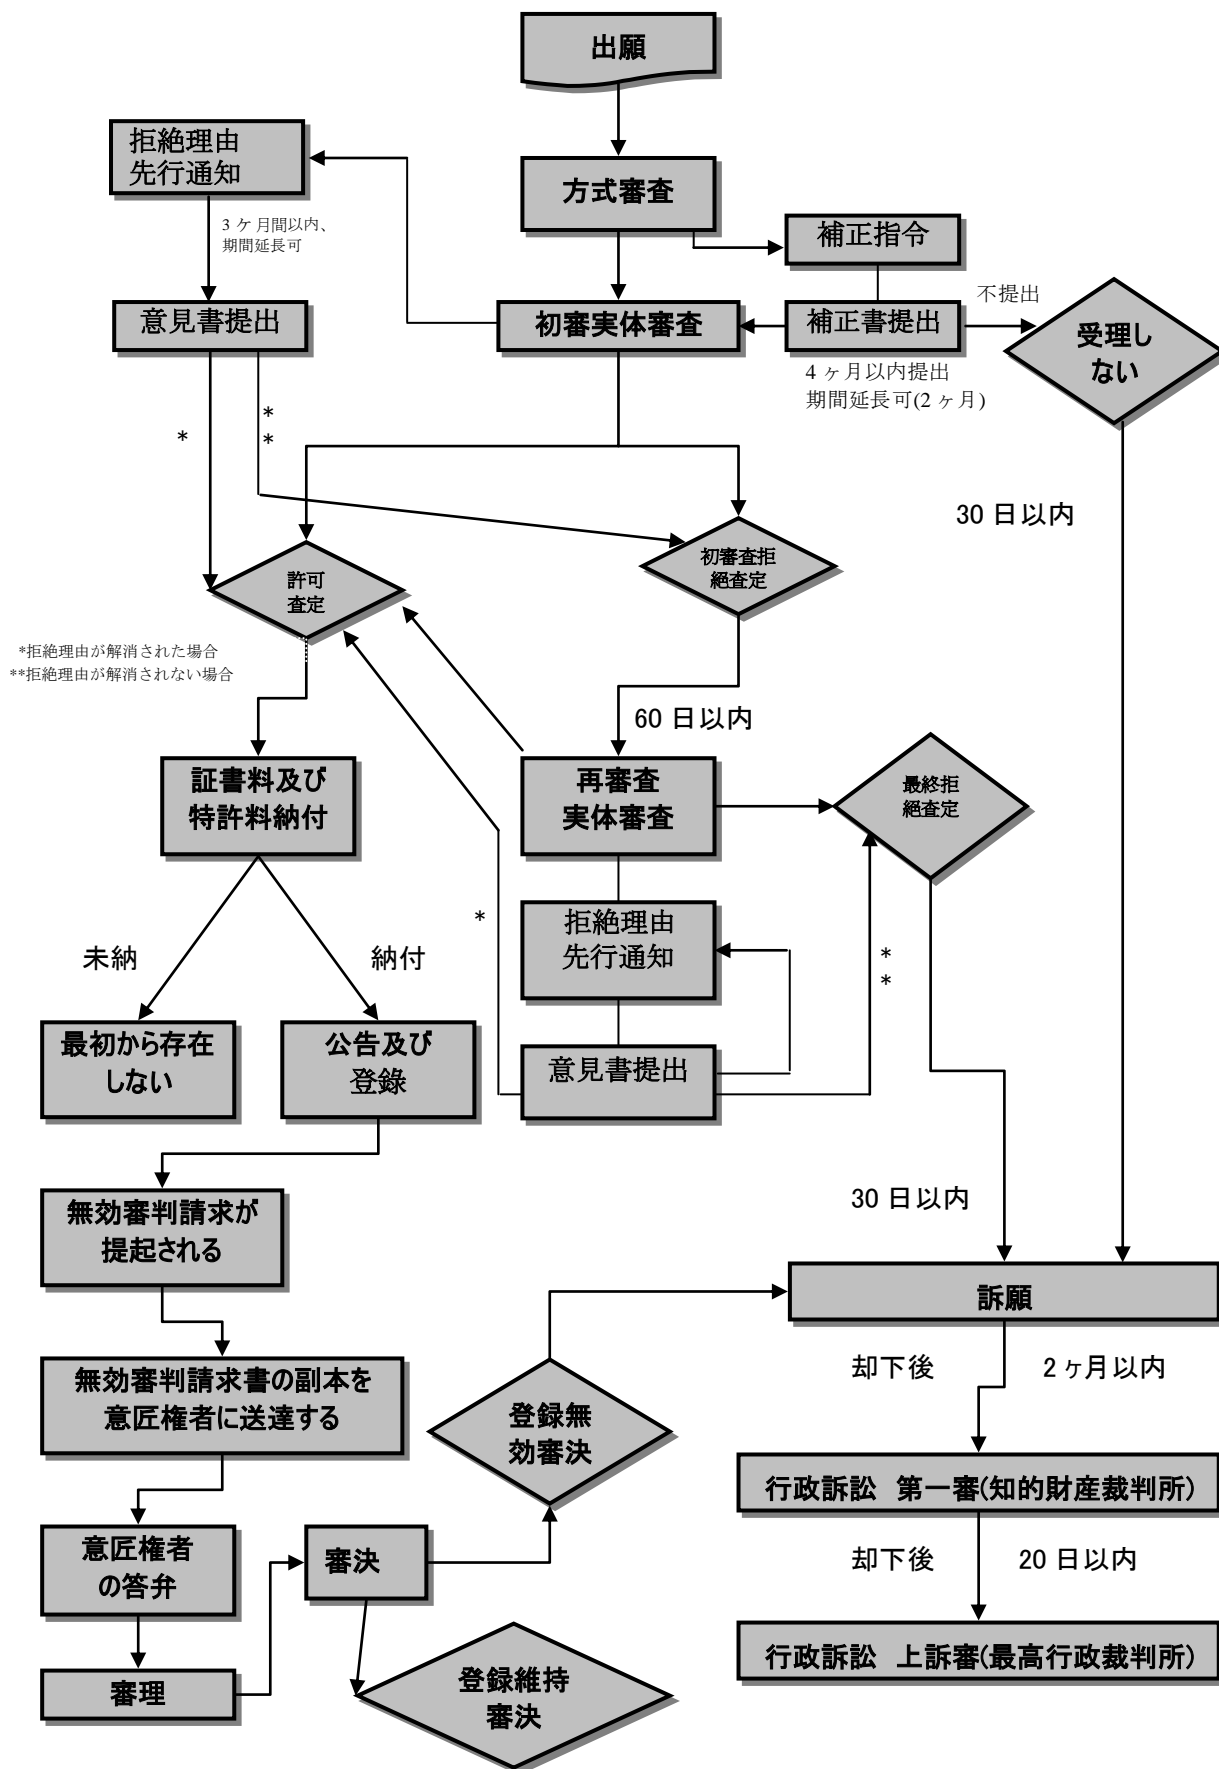 出願
拒絶理由
先行通知
方式審査
3 ケ月間以内、
期間延長可
補正指令
不提出
意見書提出
初審実体審査
補正書提出
受理し
ない
4 ヶ月以内提出
期間延長可(2 ヶ月)
*
*
*
30 日以内
初審査拒
絶査定
許可
査定
*拒絶理由が解消された場合
**拒絶理由が解消されない場合
60 日以内
証書料及び
特許料納付
再審査
実体審査
最終拒
絶査定
*
拒絶理由
先行通知
*
*
未納
納付
最初から存在
しない
公告及び
登錄
意見書提出
無効審判請求が
提起される
30 日以内
訴願
無効審判請求書の副本を
意匠権者に送達する
却下後
2 ヶ月以内
登録無
効審決
行政訴訟 第一審(知的財産裁判所)
意匠権者
の答弁
審決
却下後
20 日以内
行政訴訟 上訴審(最高行政裁判所)
審理
登録維持
審決